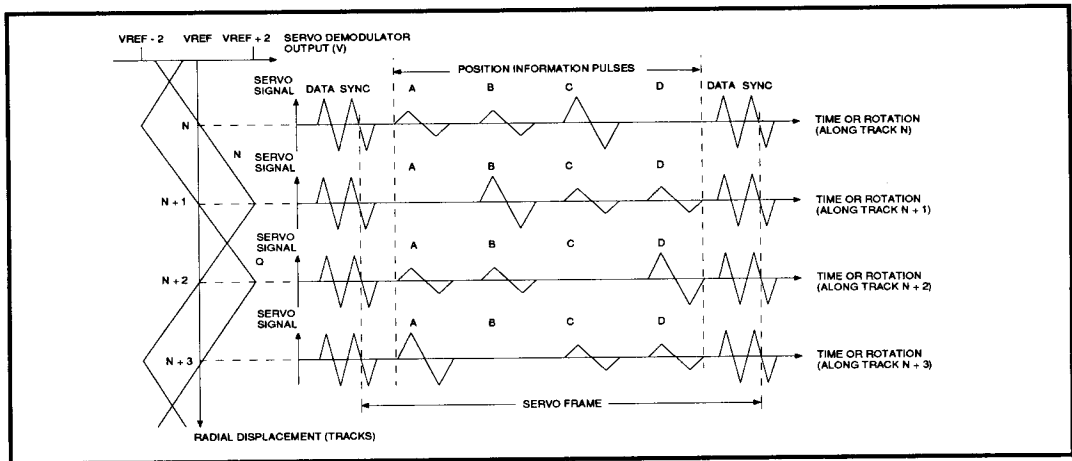 VREF - 2 VREF VREF + 2 SERVO DEMODULATOR
OUTPUT (V)
POSITION INFORMATION PULSES
SERVO
SIGNAL
DATA SYNC
A B C D
DATA SYNC
N
TIME OR ROTATION
(ALONG TRACK N)
N
SERVO
SIGNAL
A B C D
N + 1
TIME OR ROTATION
(ALONG TRACK N + 1)
SERVO
SIGNAL
Q
A B C D
N + 2
TIME OR ROTATION
(ALONG TRACK N + 2)
SERVO
SIGNAL
A B C D
N + 3
TIME OR ROTATION
(ALONG TRACK N + 3)
SERVO FRAME
RADIAL DISPLACEMENT (TRACKS)